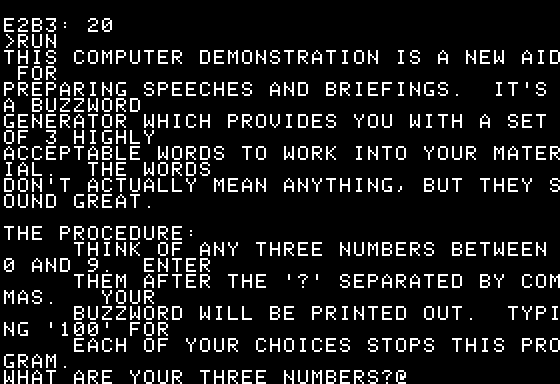 E2B3: 20
>RUN
THIS COMPUTER DEMONSTRATION IS A NEW AID
 FOR
PREPARING SPEECHES AND BRIEFINGS.  IT'S
A BUZZWORD
GENERATOR WHICH PROVIDES YOU WITH A SET
OF 3 HIGHLY
ACCEPTABLE WORDS TO WORK INTO YOUR MATER
IAL.  THE WORDS
DON'T ACTUALLY MEAN ANYTHING, BUT THEY S
OUND GREAT.

THE PROCEDURE:
     THINK OF ANY THREE NUMBERS BETWEEN
0 AND 9.  ENTER
     THEM AFTER THE '?' SEPARATED BY COM
MAS.   YOUR
     BUZZWORD WILL BE PRINTED OUT.  TYPI
NG '100' FOR
     EACH OF YOUR CHOICES STOPS THIS PRO
GRAM.
WHAT ARE YOUR THREE NUMBERS?@